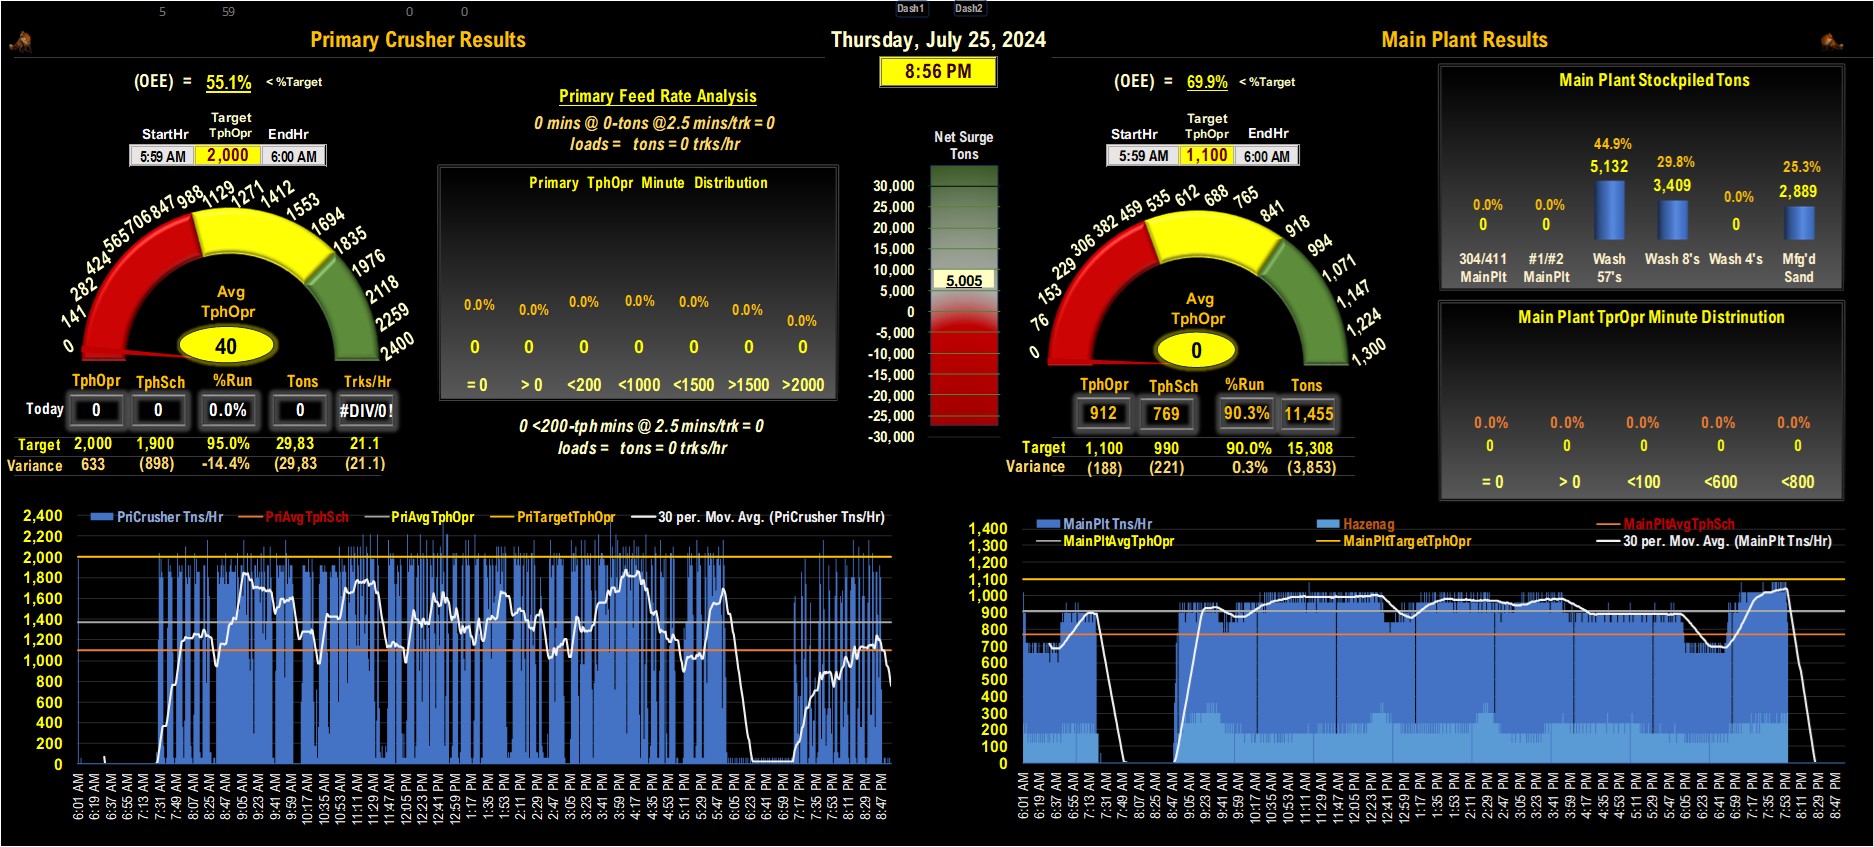 5 59 0 0 Dash1 Dash2
Primary Crusher Results
Thursday, July 25, 2024
Main Plant Results
8:56 PM
(OEE) = 55.1% < %Target
Target
StartHr TphOpr EndHr
5:59 AM 2,000 6:00 AM
0 141 282 424 565 706 847 988 1129 1271 1412 1553 1694 1835 1976 2118 2259 2400
Avg
TphOpr
40
TphOpr TphSch %Run Tons Trks/Hr
Today 0 0 0.0% 0 #DIV/0!
Target 2,000 1,900 95.0% 29,83 21.1
Variance 633 (898) -14.4% (29,83 (21.1)
Primary Feed Rate Analysis
0 mins @ 0-tons @2.5 mins/trk = 0
loads = tons = 0 trks/hr
Primary TphOpr Minute Distribution
0.0% 0.0% 0.0% 0.0% 0.0% 0.0% 0.0%
0 0 0 0 0 0 0
= 0 > 0 <200 <1000 <1500 >1500 >2000
0 <200-tph mins @ 2.5 mins/trk = 0
loads = tons = 0 trks/hr
Net Surge
Tons
30,000
25,000
20,000
15,000
10,000
5,005
5,000
0
-5,000
-10,000
-15,000
-20,000
-25,000
-30,000
(OEE) = 69.9% < %Target
Target
StartHr TphOpr EndHr
5:59 AM 1,100 6:00 AM
0 76 153 229 306 382 459 535 612 688 765 841 918 994 1,071 1,147 1,224 1,300
Avg
TphOpr
0
TphOpr TphSch %Run Tons
912 769 90.3% 11,455
Target 1,100 990 90.0% 15,308
Variance (188) (221) 0.3% (3,853)
Main Plant Stockpiled Tons
0.0% 0.0% 44.9% 29.8% 0.0% 25.3%
0 0 5,132 3,409 0 2,889
304/411 #1/#2 Wash Wash 8's Wash 4's Mfg'd
MainPlt MainPlt 57's Sand
Main Plant TprOpr Minute Distrinution
0.0% 0.0% 0.0% 0.0% 0.0%
0 0 0 0 0
= 0 > 0 <100 <600 <800
PriCrusher Tns/Hr PriAvgTphSch PriAvgTphOpr PriTargetTphOpr 30 per. Mov. Avg. (PriCrusher Tns/Hr)
2,400
2,200
2,000
1,800
1,600
1,400
1,200
1,000
800
600
400
200
0
6:01 AM 6:19 AM 6:37 AM 6:55 AM 7:13 AM 7:31 AM 7:49 AM 8:07 AM 8:25 AM 8:47 AM 9:05 AM 9:23 AM 9:41 AM 9:59 AM 10:17 AM 10:35 AM 10:53 AM 11:11 AM 11:29 AM 11:47 AM 12:05 PM 12:23 PM 12:41 PM 12:59 PM 1:17 PM 1:35 PM 1:53 PM 2:11 PM 2:29 PM 2:47 PM 3:05 PM 3:23 PM 3:41 PM 3:59 PM 4:17 PM 4:35 PM 4:53 PM 5:11 PM 5:29 PM 5:47 PM 6:05 PM 6:23 PM 6:41 PM 6:59 PM 7:17 PM 7:35 PM 7:53 PM 8:11 PM 8:29 PM 8:47 PM
MainPlt Tns/Hr Hazenag MainPltAvgTphSch
MainPltAvgTphOpr MainPltTargetTphOpr 30 per. Mov. Avg. (MainPlt Tns/Hr)
1,400
1,300
1,200
1,100
1,000
900
800
700
600
500
400
300
200
100
0
6:01 AM 6:19 AM 6:37 AM 6:55 AM 7:13 AM 7:31 AM 7:49 AM 8:07 AM 8:25 AM 8:47 AM 9:05 AM 9:23 AM 9:41 AM 9:59 AM 10:17 AM 10:35 AM 10:53 AM 11:11 AM 11:29 AM 11:47 AM 12:05 PM 12:23 PM 12:41 PM 12:59 PM 1:17 PM 1:35 PM 1:53 PM 2:11 PM 2:29 PM 2:47 PM 3:05 PM 3:23 PM 3:41 PM 3:59 PM 4:17 PM 4:35 PM 4:53 PM 5:11 PM 5:29 PM 5:47 PM 6:05 PM 6:23 PM 6:41 PM 6:59 PM 7:17 PM 7:35 PM 7:53 PM 8:11 PM 8:29 PM 8:47 PM